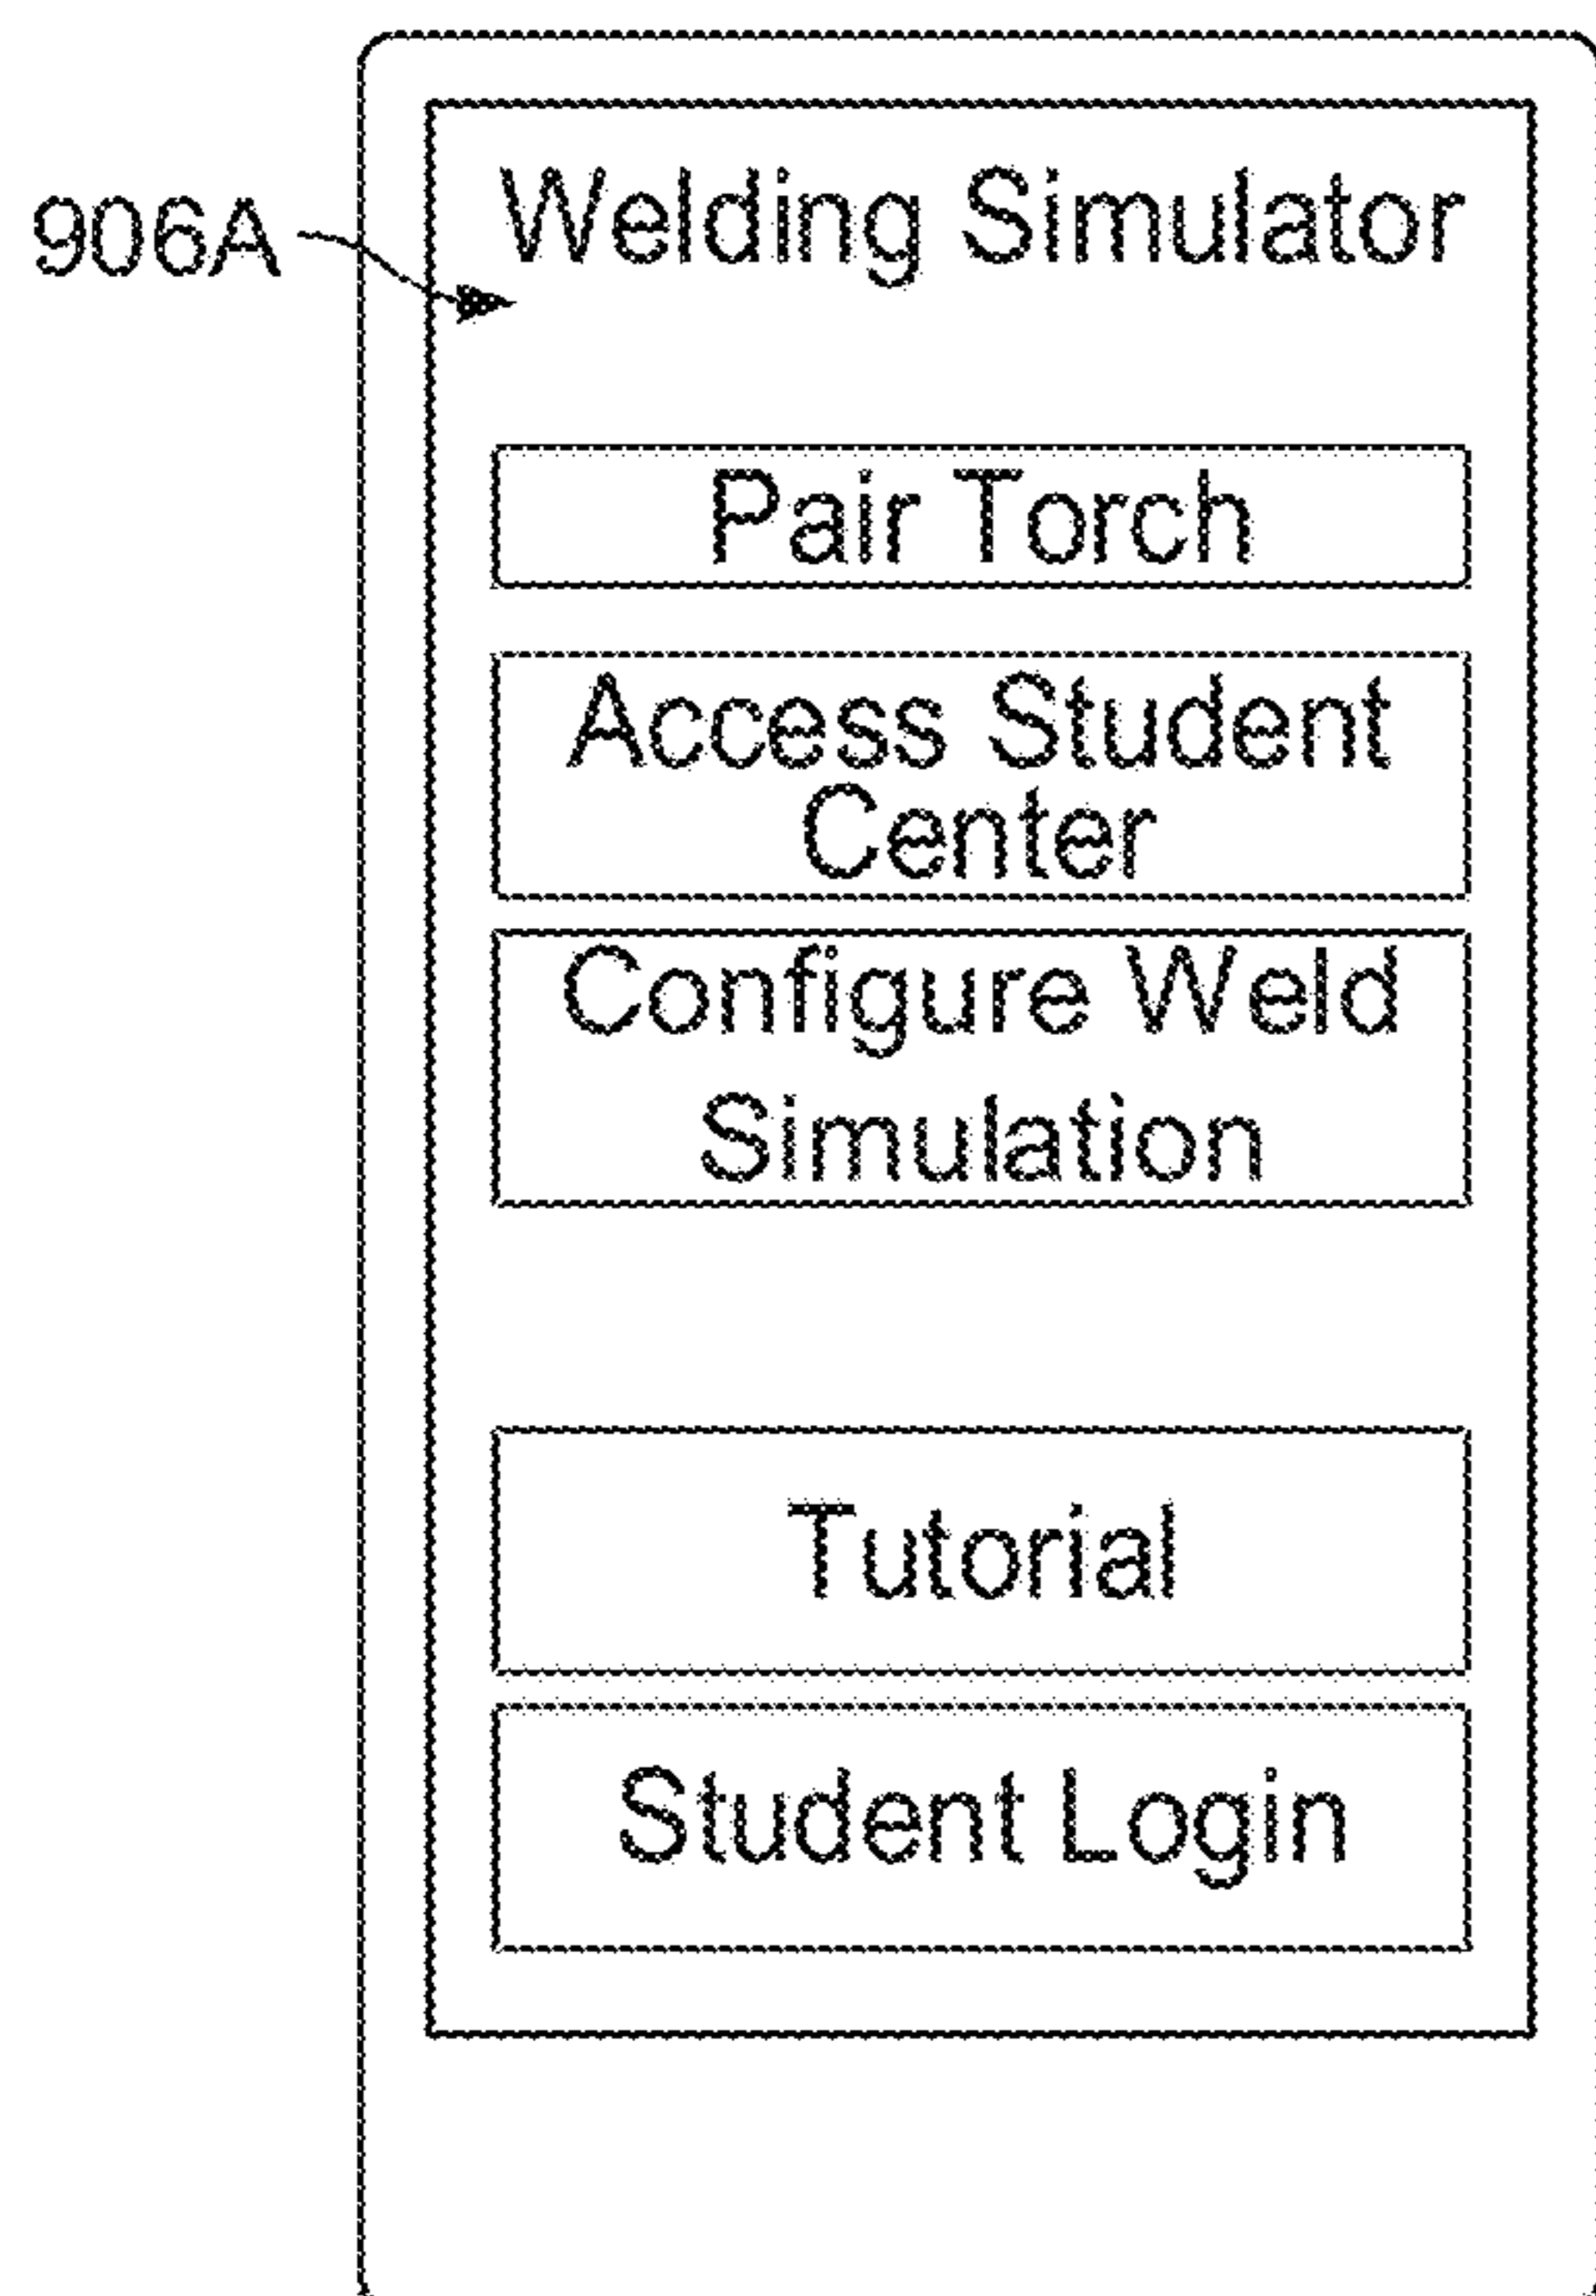 Welding Simulator
906A
Pair Torch
Access Student
Center
Configure Weld
Simulation
Tutorial
Student Login